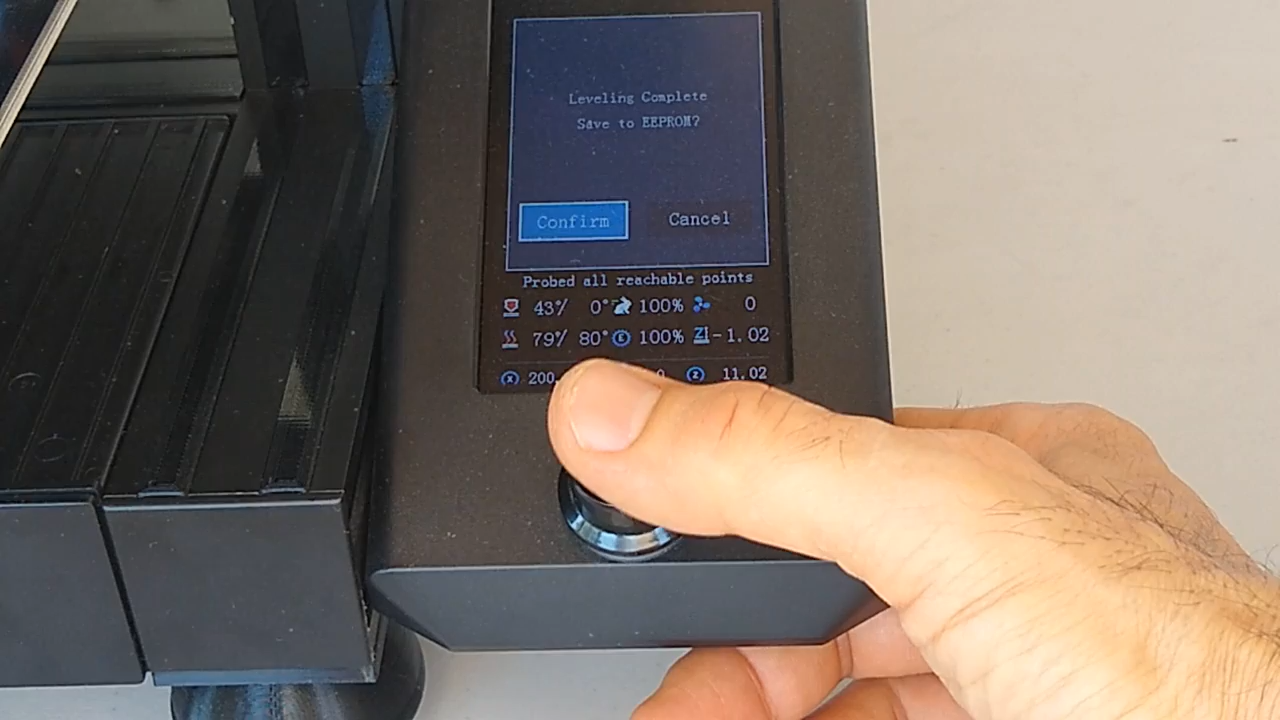 Leveling Complete
Save to EEPROM?
Confirm Cancel
Probed all reachable points
43°/ 0° 100% 0
79°/ 80° E 100% Z -1.02
X 200. 0 Z 11.02